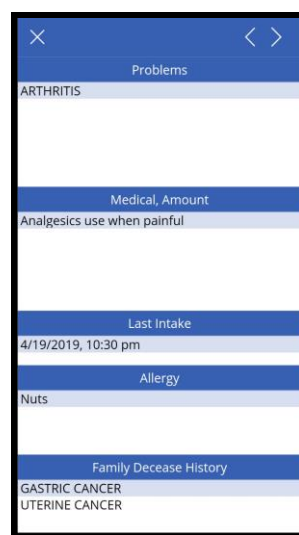 Problems
ARTHRITIS
Medical, Amount
Analgesics use when painful
Last Intake
4/19/2019, 10:30 pm
Allergy
Nuts
Family Decease History
GASTRIC CANCER
UTERINE CANCER